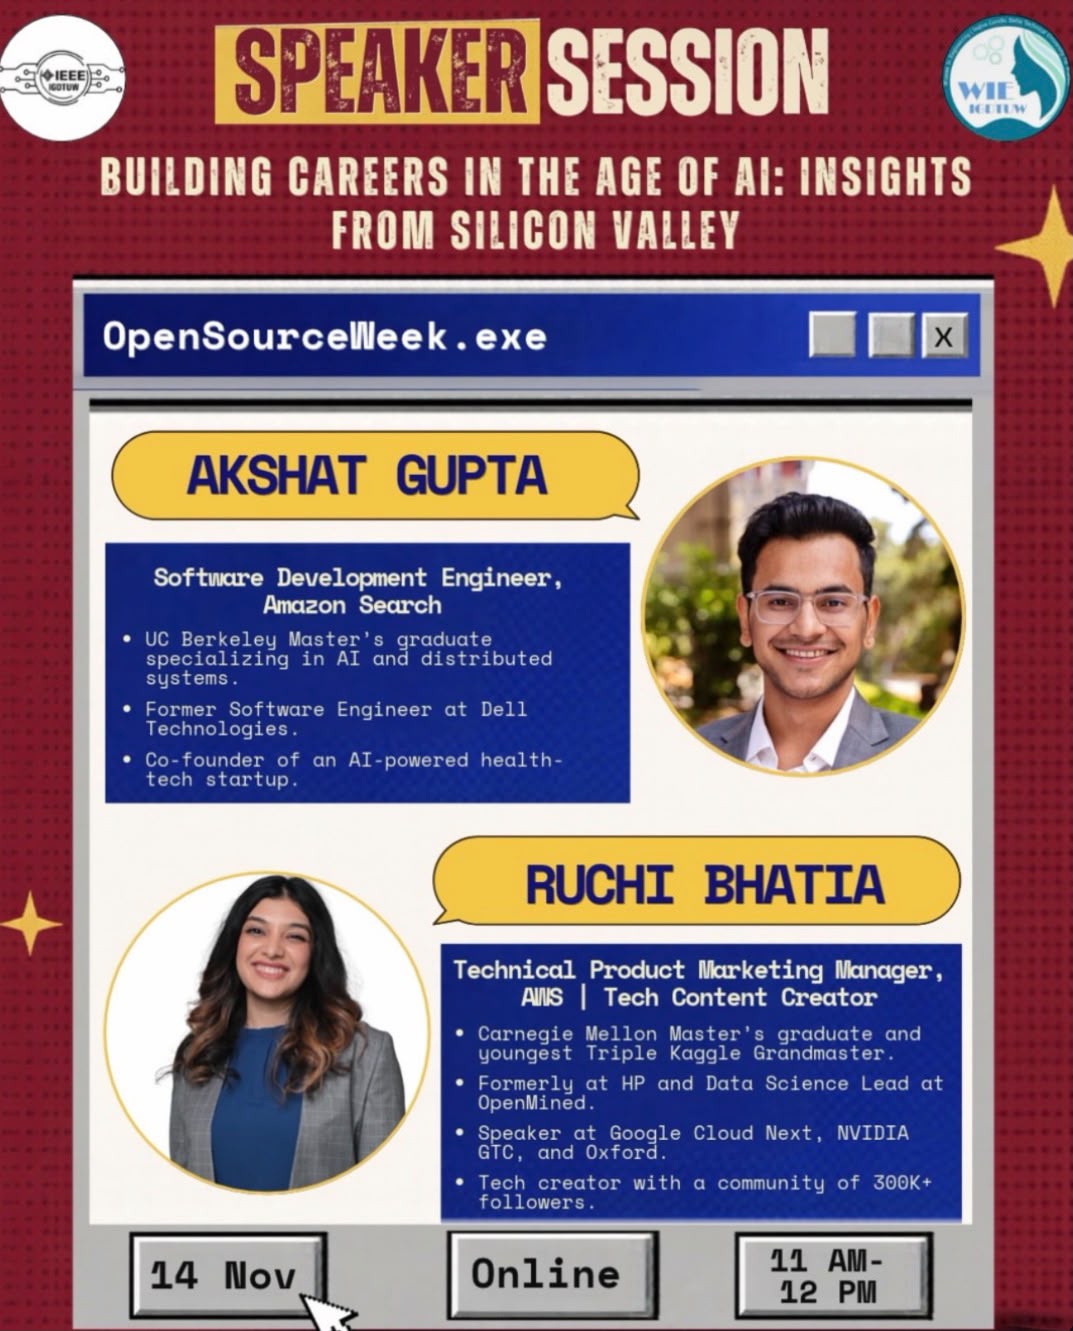 IEEE
IGDTUW
SPEAKER SESSION
WIE
IGDTUW
BUILDING CAREERS IN THE AGE OF AI: INSIGHTS
FROM SILICON VALLEY
OpenSourceWeek.exe
X
AKSHAT GUPTA
Software Development Engineer,
Amazon Search
• UC Berkeley Master's graduate
specializing in AI and distributed
systems.
• Former Software Engineer at Dell
Technologies.
• Co-founder of an AI-powered health-
tech startup.
RUCHI BHATIA
Technical Product Marketing Manager,
AWS | Tech Content Creator
• Carnegie Mellon Master's graduate and
youngest Triple Kaggle Grandmaster.
• Formerly at HP and Data Science Lead at
OpenMined.
• Speaker at Google Cloud Next, NVIDIA
GTC, and Oxford.
• Tech creator with a community of 300K+
followers.
14 Nov
Online
11 AM-
12 PM